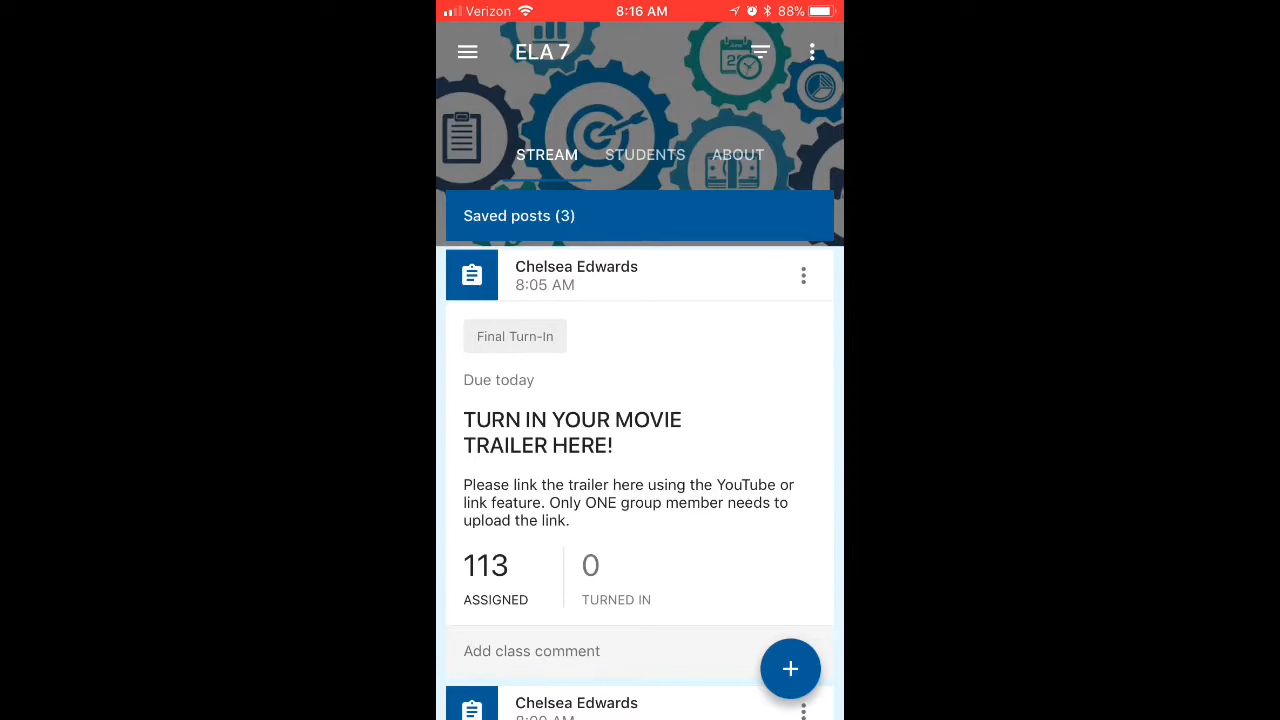 Verizon 8:16 AM 88%
ELA 7
STREAM STUDENTS ABOUT
Saved posts (3)
Chelsea Edwards
8:05 AM
Final Turn-In
Due today
TURN IN YOUR MOVIE
TRAILER HERE!
Please link the trailer here using the YouTube or
link feature. Only ONE group member needs to
upload the link.
113 0
ASSIGNED TURNED IN
Add class comment
+
Chelsea Edwards